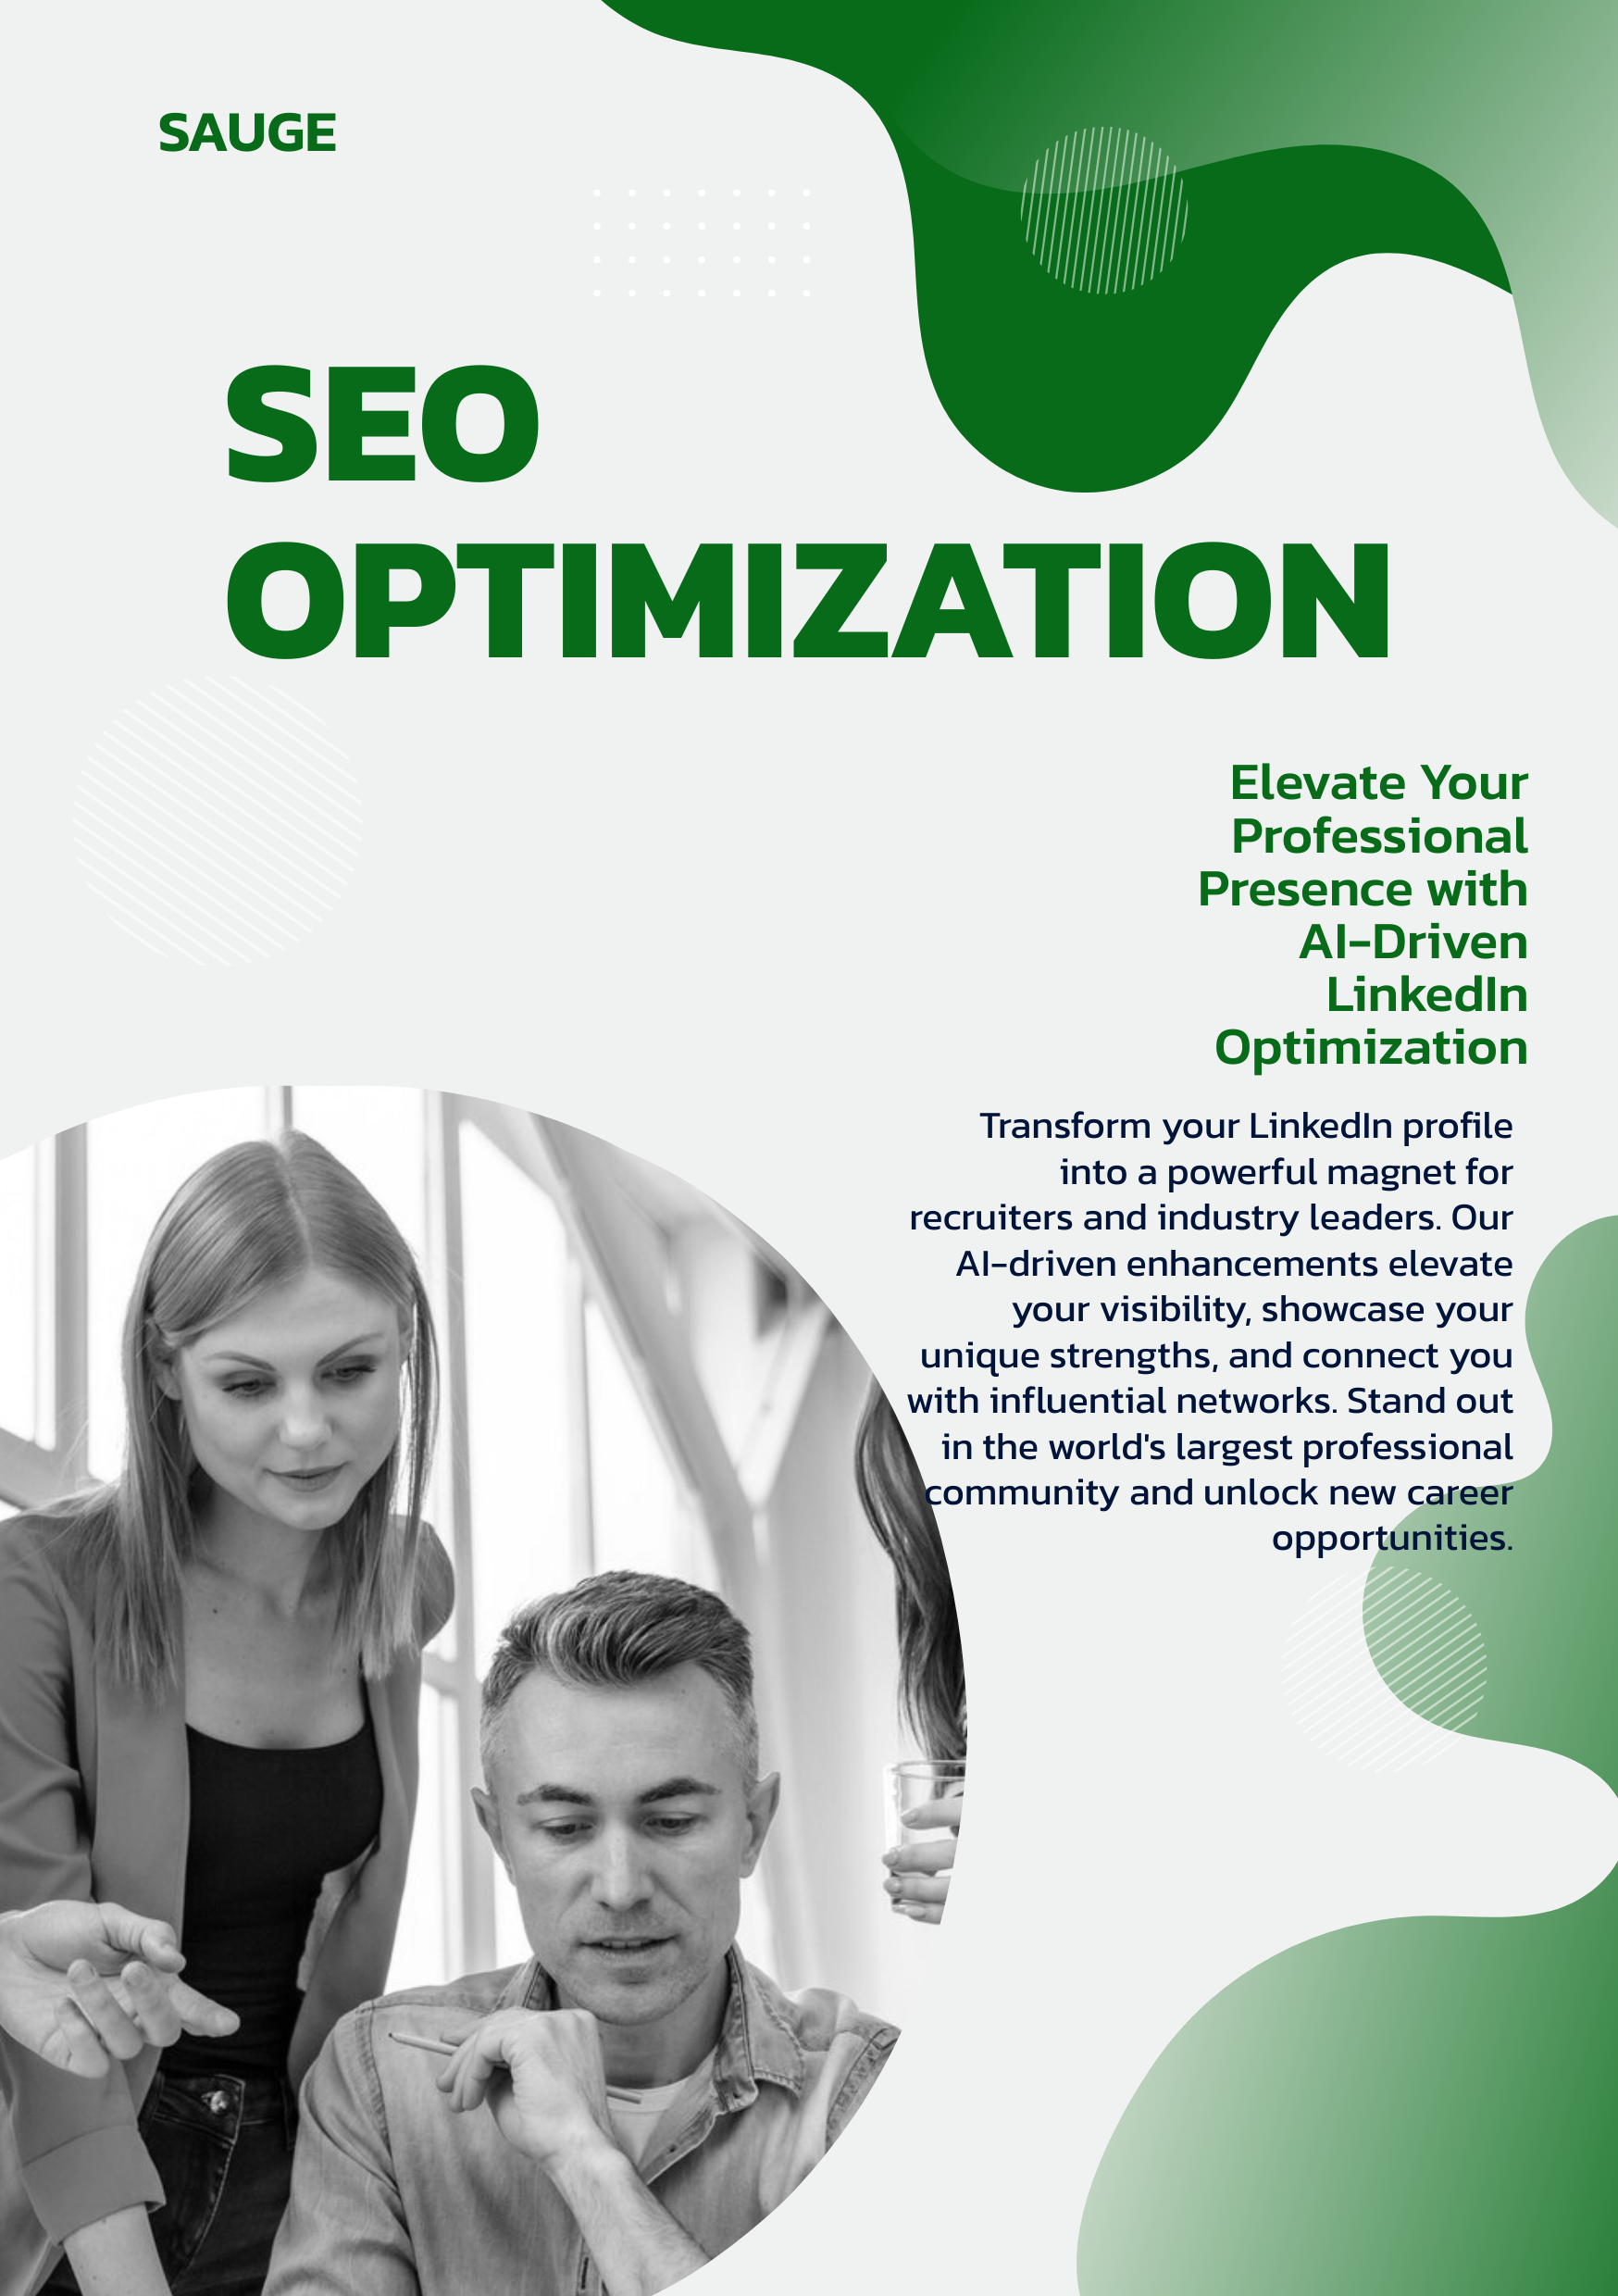 SAUGE
SEO
OPTIMIZATION
Elevate Your
Professional
Presence with
AI-Driven
LinkedIn
Optimization
Transform your LinkedIn profile
into a powerful magnet for
recruiters and industry leaders. Our
AI-driven enhancements elevate
your visibility, showcase your
unique strengths, and connect you
with influential networks. Stand out
in the world's largest professional
community and unlock new career
opportunities.